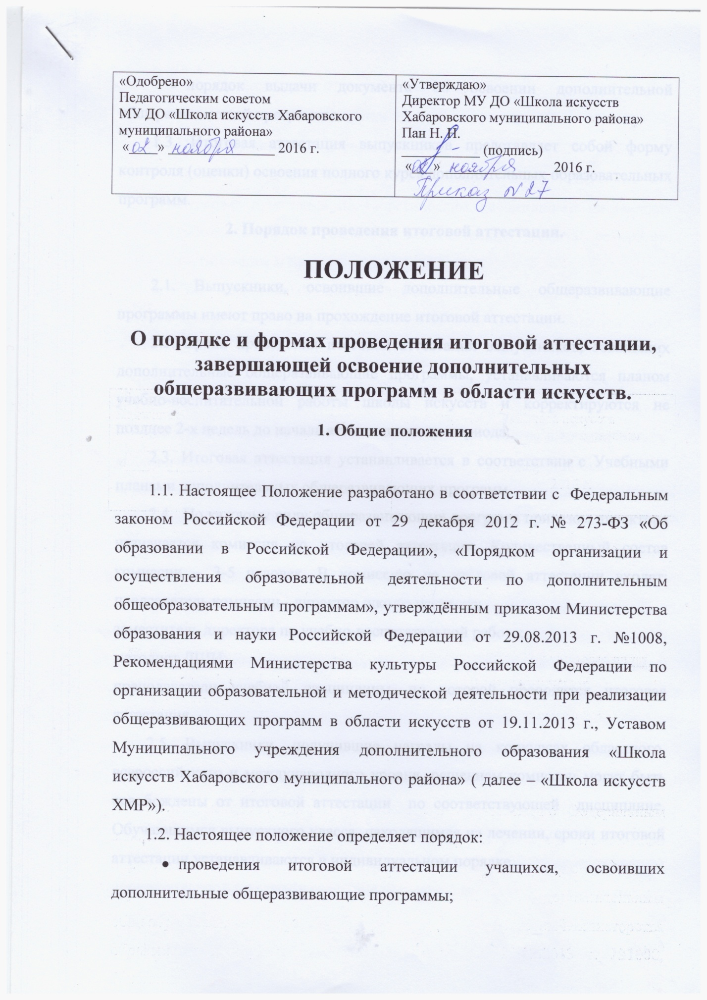 «Одобрено»
Педагогическим советом
МУ ДО «Школа искусств Хабаровского
муниципального района»
«02» ноября 2016 г.
«Утверждаю»
Директор МУ ДО «Школа искусств
Хабаровского муниципального района»
Пан Н. Н.
(подпись)
«02» ноября 2016 г.
Приказ № 27
ПОЛОЖЕНИЕ
О порядке и формах проведения итоговой аттестации,
завершающей освоение дополнительных
общеразвивающих программ в области искусств.
1. Общие положения
1.1. Настоящее Положение разработано в соответствии с Федеральным
законом Российской Федерации от 29 декабря 2012 г. № 273-ФЗ «Об
образовании в Российской Федерации», «Порядком организации и
осуществления образовательной деятельности по дополнительным
общеобразовательным программам», утверждённым приказом Министерства
образования и науки Российской Федерации от 29.08.2013 г. №1008,
Рекомендациями Министерства культуры Российской Федерации по
организации образовательной и методической деятельности при реализации
общеразвивающих программ в области искусств от 19.11.2013 г., Уставом
Муниципального учреждения дополнительного образования «Школа
искусств Хабаровского муниципального района» ( далее – «Школа искусств
ХМР»).
1.2. Настоящее положение определяет порядок:
• проведения итоговой аттестации учащихся, освоивших
дополнительные общеразвивающие программы;